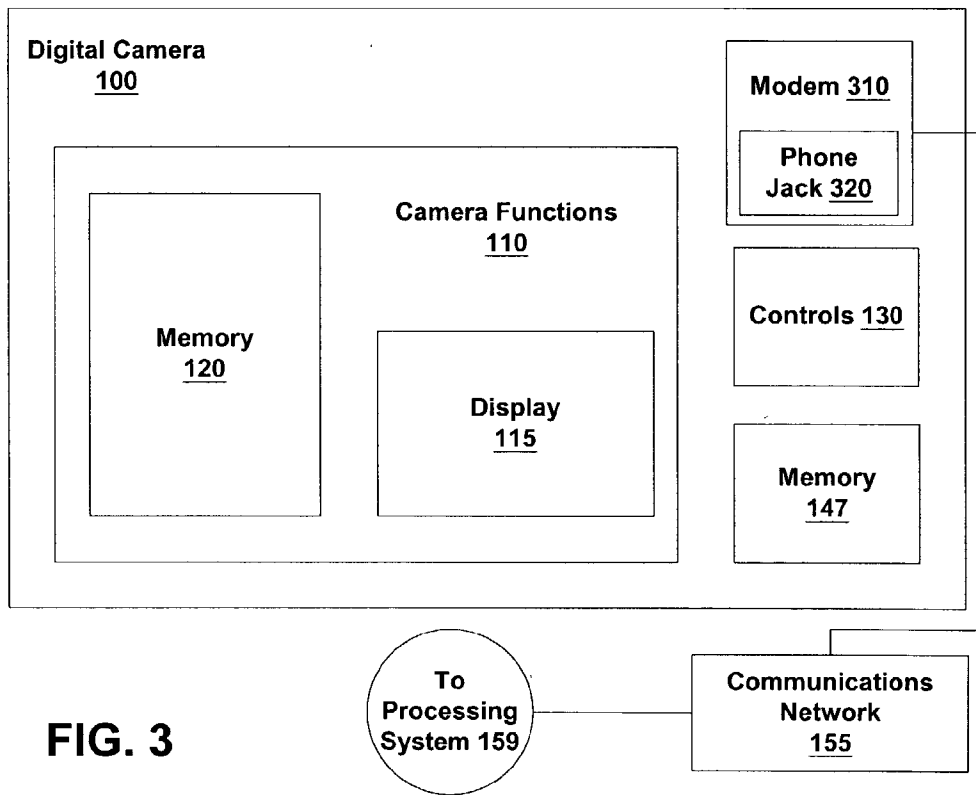 Digital Camera
100
Modem 310
Phone
Jack 320
Camera Functions
110
Memory
120
Display
115
Controls 130
Memory
147
To
Processing
System 159
Communications
Network
155
FIG. 3